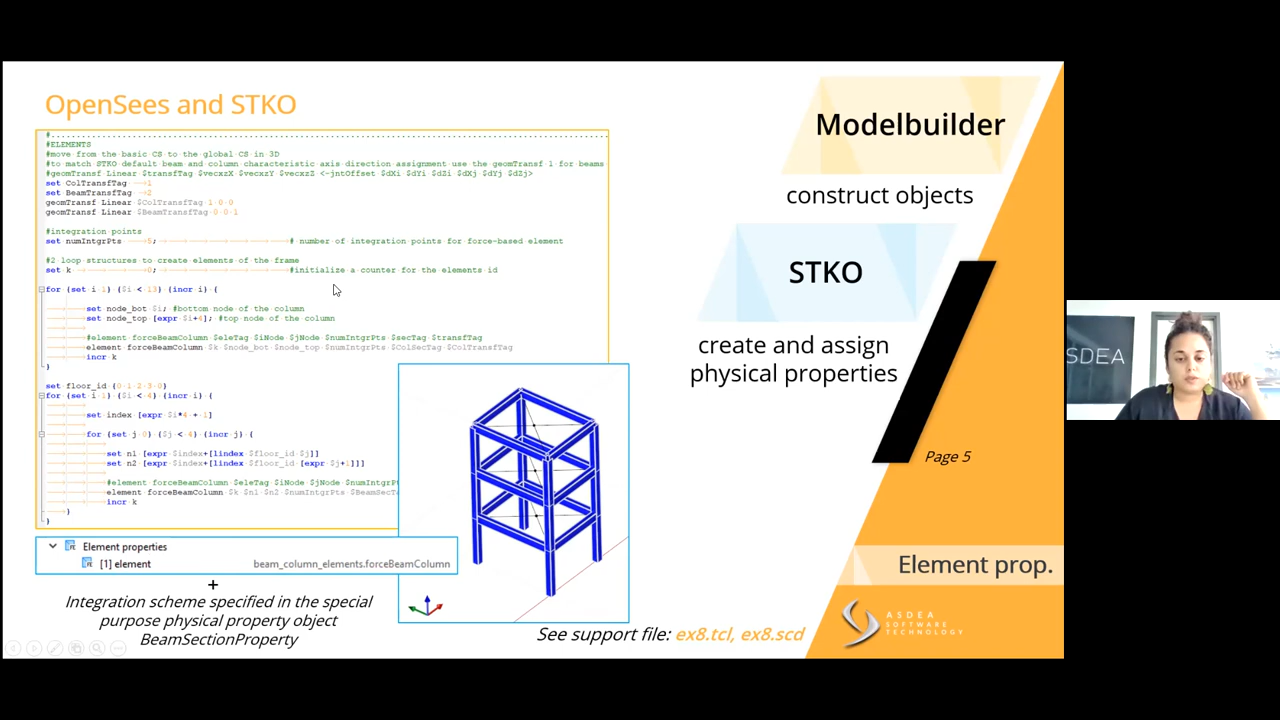 OpenSees and STKO
#ELEMENTS
#move from the basic CS to the global CS in 3D
#to match STKO default beam and column characteristic axis direction assignment use the geomTransf 1 for beams
#geomTransf Linear $transfTag $vecxzX $vecxzY $vecxzZ <-jntOffset $dXi $dYi $dZi $dXj $dYj $dZj>
set ColTransfTag 1
set BeamTransfTag 2
geomTransf Linear $ColTransfTag 1 0 0
geomTransf Linear $BeamTransfTag 0 0 1
#integration points
set numIntgrPts 5; # number of integration points for force-based element
#2 loop structures to create elements of the frame
set k 0; #initialize a counter for the elements id
for {set i 1} {$i < 13} {incr i} {
set node_bot $i; #bottom node of the column
set node_top [expr $i+4]; #top node of the column
#element forceBeamColumn $eleTag $iNode $jNode $numIntgrPts $secTag $transfTag
element forceBeamColumn $k $node_bot $node_top $numIntgrPts $ColSecTag $ColTransfTag
incr k
}
set floor_id {0 1 2 3 0}
for {set i 1} {$i < 4} {incr i} {
set index [expr $i*4 + 1]
for {set j 0} {$j < 4} {incr j} {
set n1 [expr $index+[lindex $floor_id $j]]
set n2 [expr $index+[lindex $floor_id [expr $j+1]]]
#element forceBeamColumn $eleTag $iNode $jNode $numIntgrPt
element forceBeamColumn $k $n1 $n2 $numIntgrPts $BeamSecTa
incr k
}
}
Element properties
[1] element beam_column_elements.forceBeamColumn
+
Integration scheme specified in the special
purpose physical property object
BeamSectionProperty
See support file: ex8.tcl, ex8.scd
Modelbuilder
construct objects
STKO
create and assign
physical properties
Page 5
Element prop.
ASDEA
SOFTWARE
TECHNOLOGY
SDEA